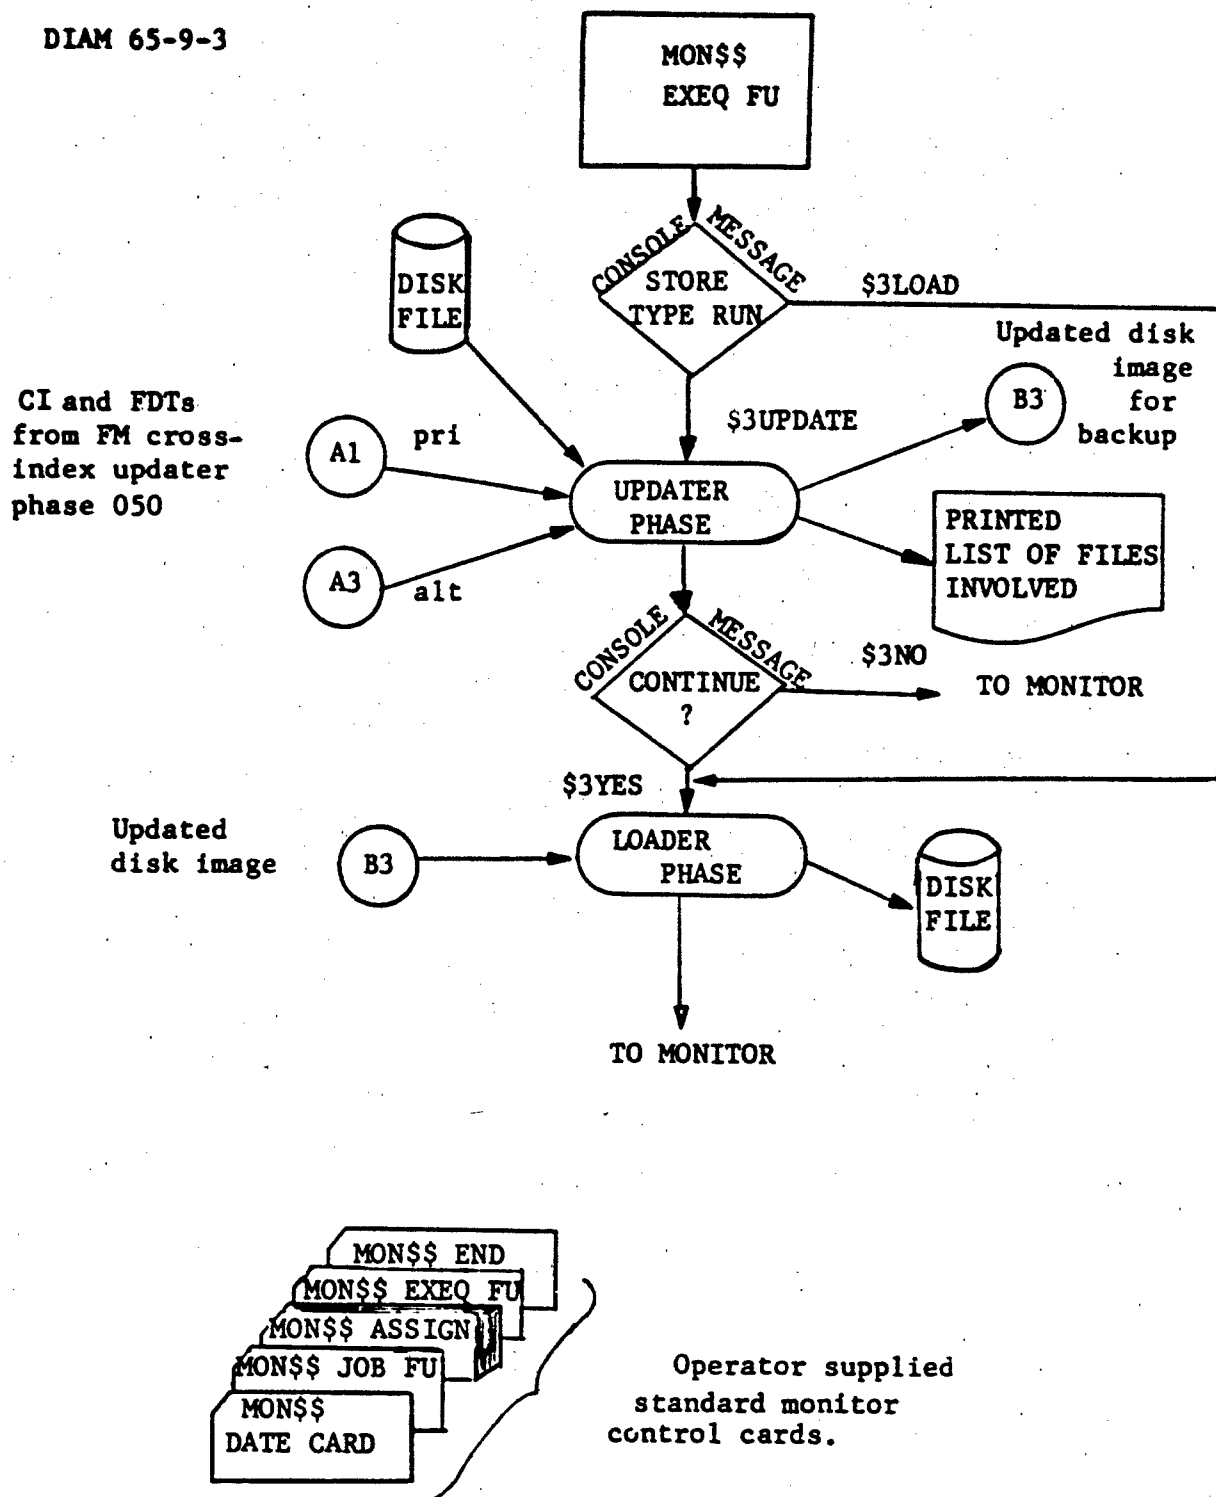 DIAM 65-9-3
MON$$
EXEQ FU
CONSOLE MESSAGE
STORE
TYPE RUN
$3LOAD
DISK
FILE
Updated disk
image
for
backup
B3
CI and FDTs
from FM cross-
index updater
phase 050
A1
pri
$3UPDATE
UPDATER
PHASE
PRINTED
LIST OF FILES
INVOLVED
A3
alt
CONSOLE MESSAGE
CONTINUE
?
$3NO
TO MONITOR
$3YES
Updated
disk image
B3
LOADER
PHASE
DISK
FILE
TO MONITOR
MON$$ END
MON$$ EXEQ FU
MON$$ ASSIGN
MON$$ JOB FU
MON$$
DATE CARD
Operator supplied
standard monitor
control cards.